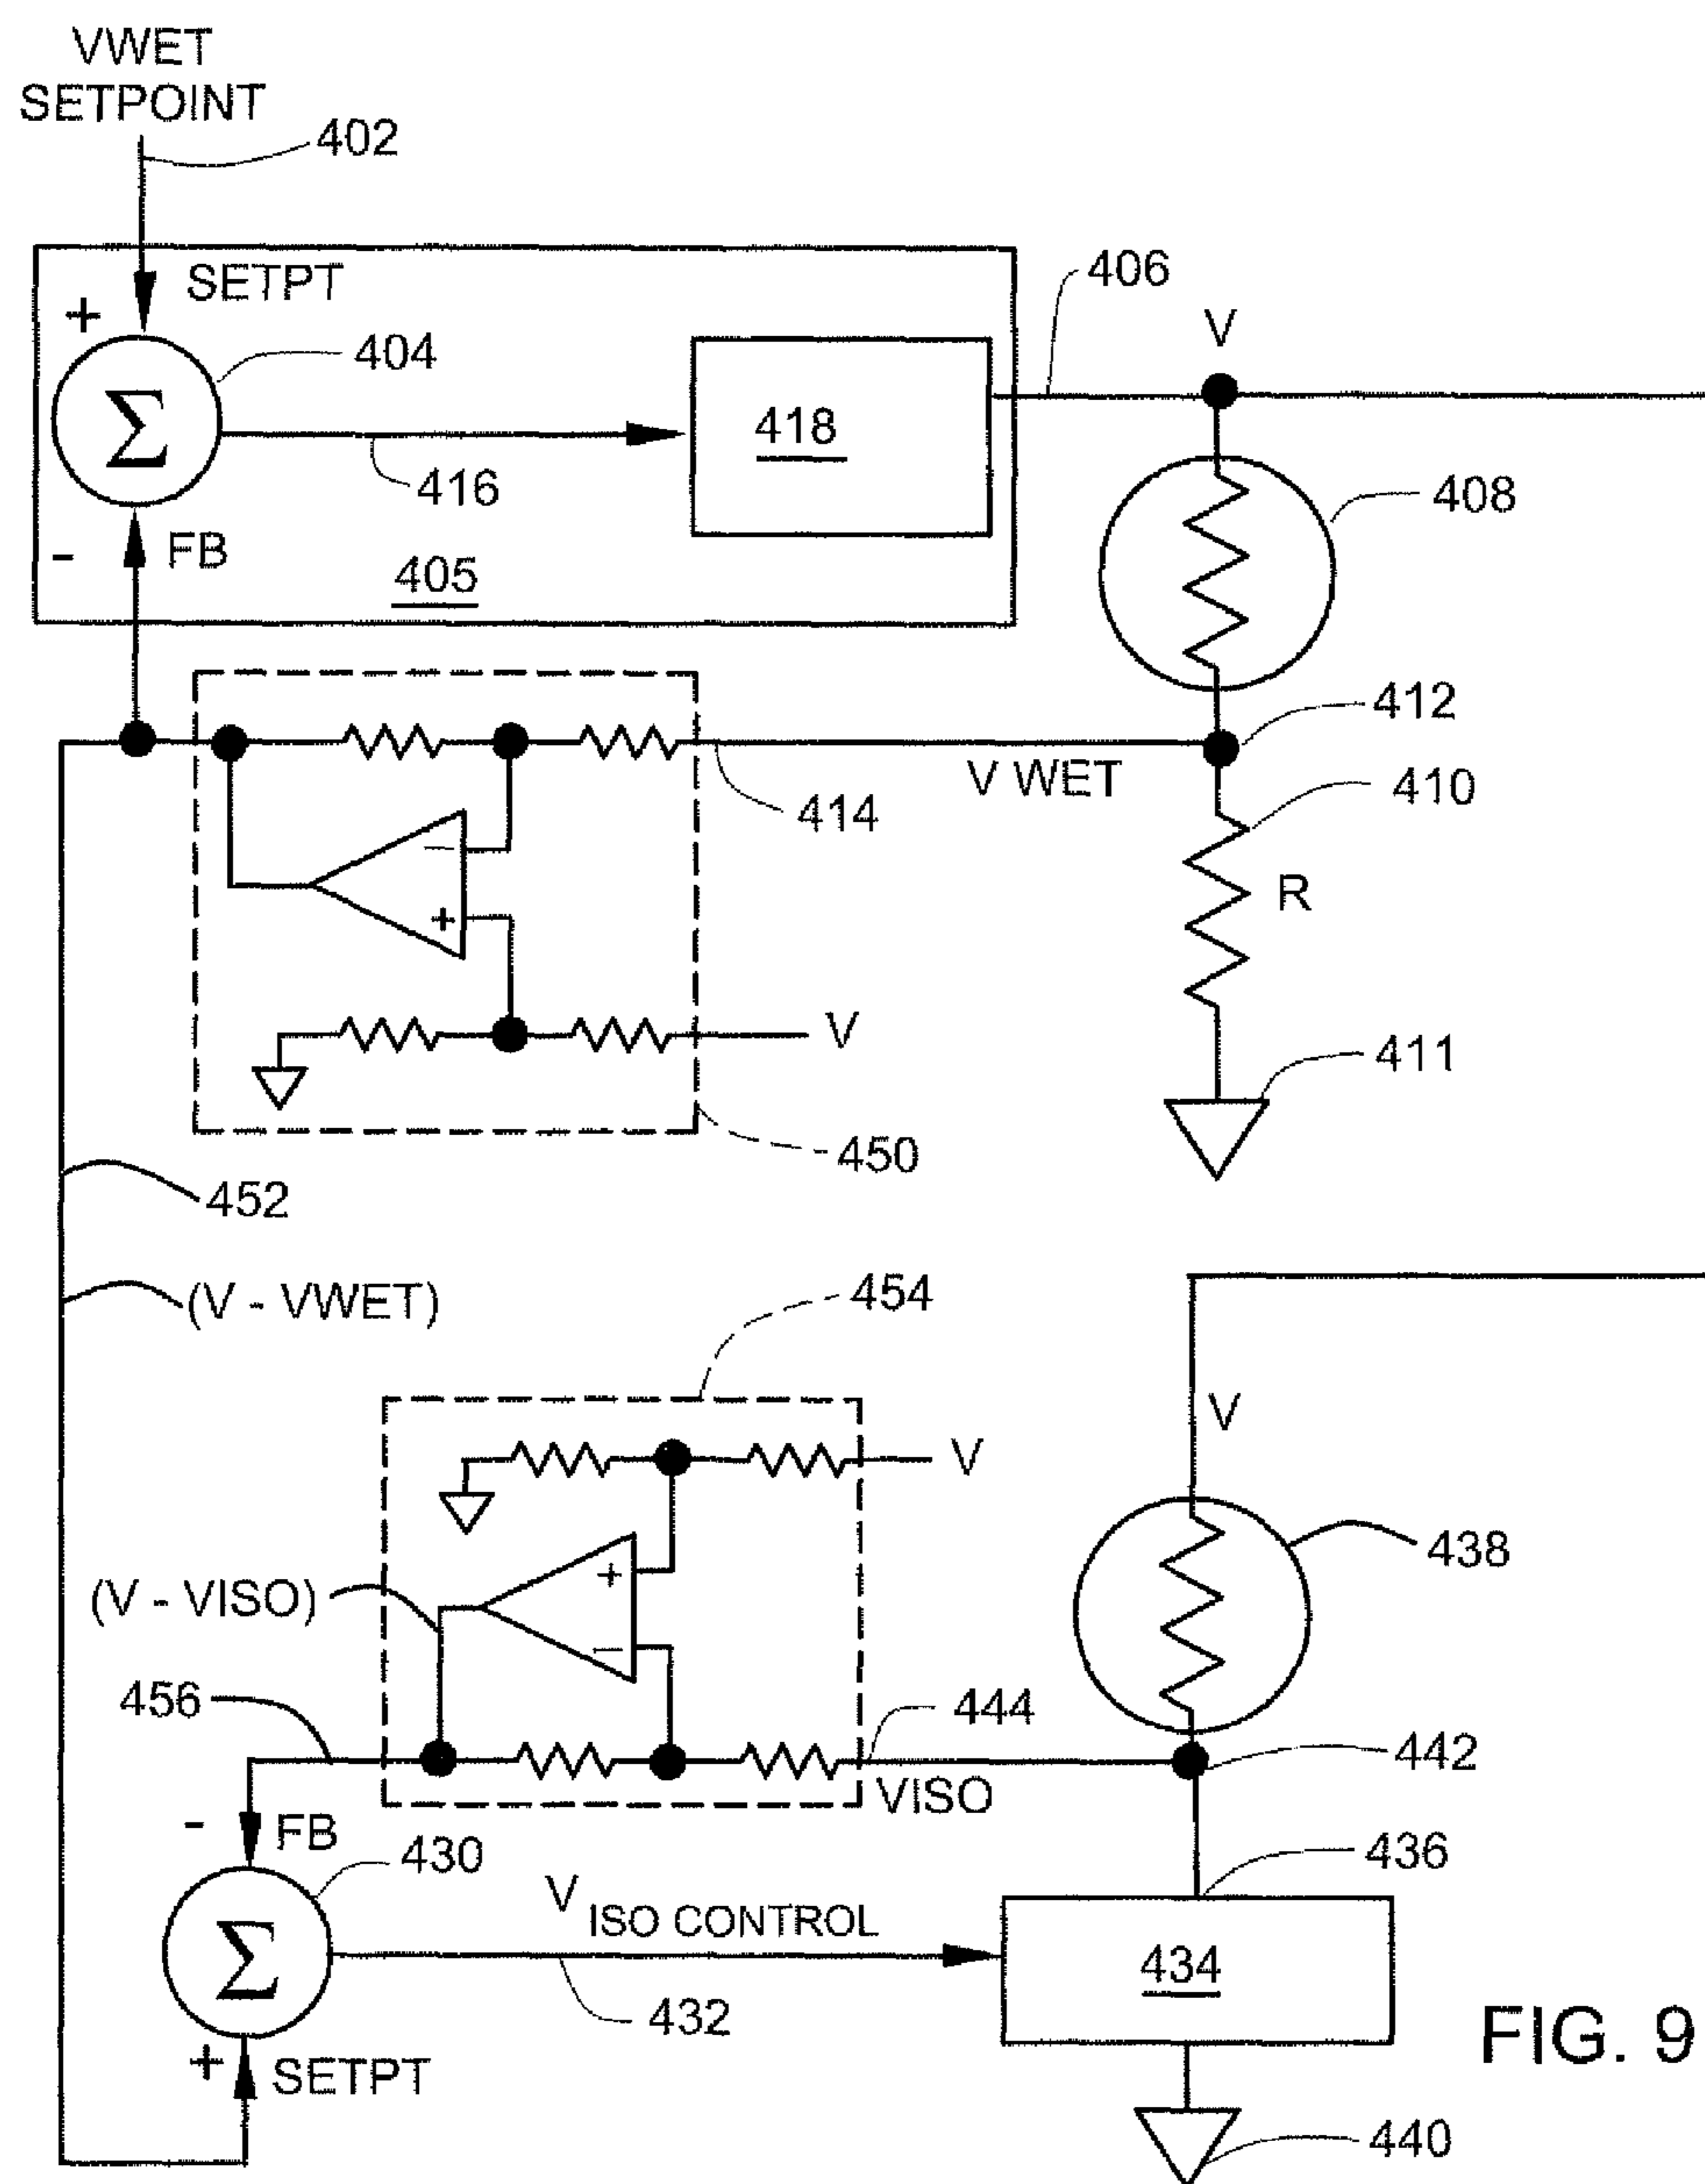 VWET
SETPOINT
402
SETPT
+
404
Σ
416
418
406
V
408
-
FB
405
412
V WET
414
410
R
–
+
V
411
450
452
(V - VWET)
454
V
V
438
+
–
(V - VISO)
456
444
442
VISO
-
FB
430
436
V ISO CONTROL
Σ
434
432
+
SETPT
FIG. 9
440